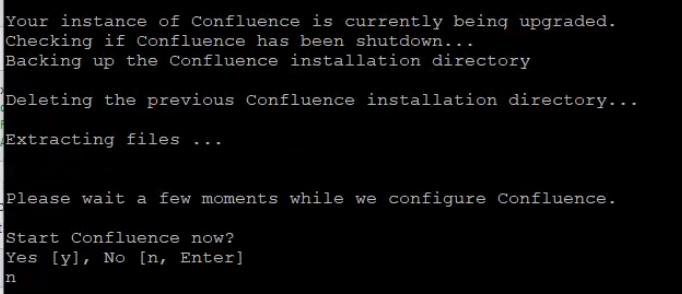 Your instance of Confluence is currently being upgraded.
Checking if Confluence has been shutdown...
Backing up the Confluence installation directory
Deleting the previous Confluence installation directory...
Extracting files ...
Please wait a few moments while we configure Confluence.
Start Confluence now?
Yes [y], No [n, Enter]
n